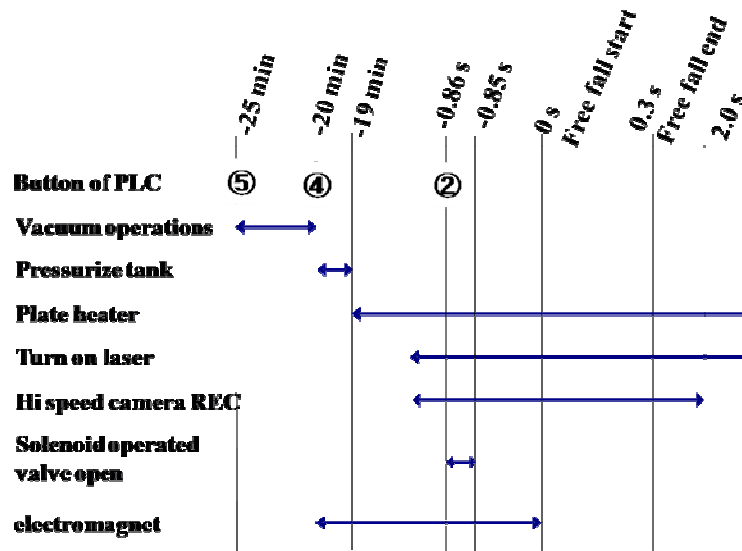 -25 min
-20 min
-19 min
-0.86 s
-0.85 s
0 s
Free fall start
0.3 s
Free fall end
2.0 s
Button of PLC ⑤ ④ ②
Vacuum operations
Pressurize tank
Plate heater
Turn on laser
Hi speed camera REC
Solenoid operated
valve open
electromagnet